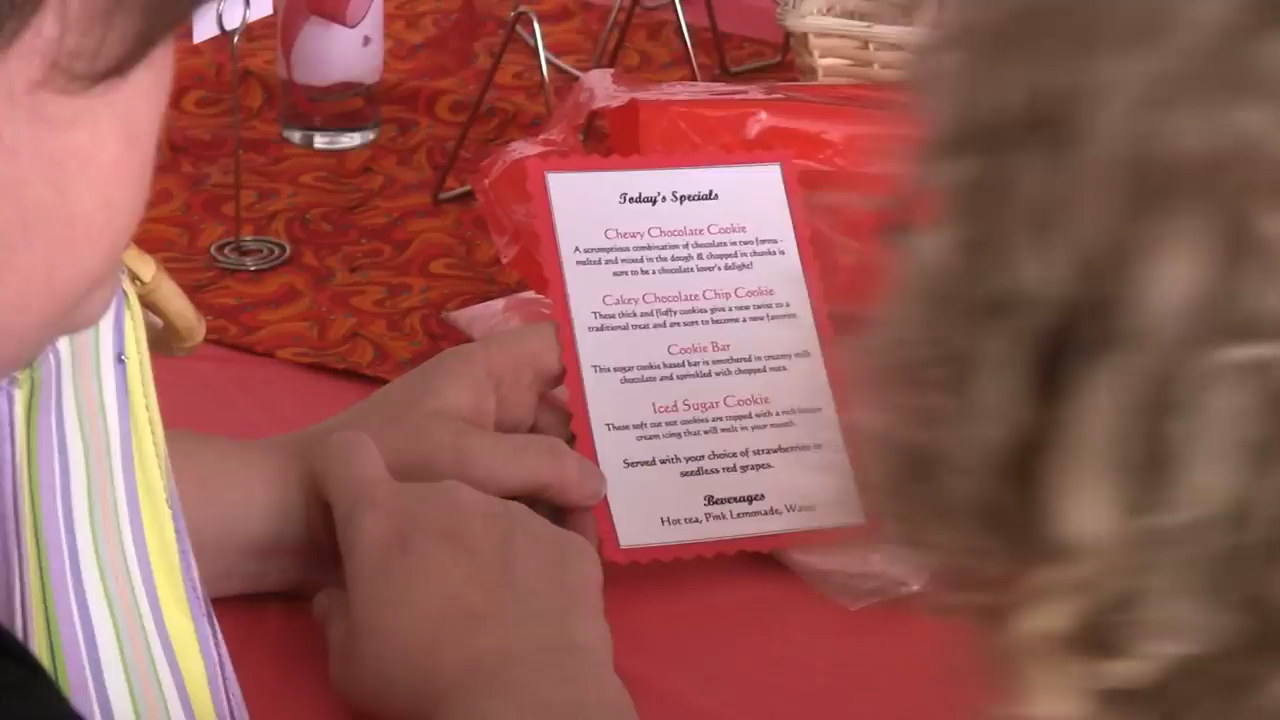 Today's Specials
Chewy Chocolate Cookie
A scrumptious combination of chocolate in two forms -
melted and mixed in the dough & chopped in chunks is
sure to be a chocolate lover's delight!
Cakey Chocolate Chip Cookie
These thick and fluffy cookies give a new twist to a
traditional treat and are sure to become a new favorite.
Cookie Bar
This sugar cookie based bar is smothered in creamy milk
chocolate and sprinkled with chopped nuts.
Iced Sugar Cookie
These soft cut out cookies are topped with a rich
cream icing that will melt in your mouth.
Served with your choice of strawberries or
seedless red grapes.
Beverages
Hot tea, Pink Lemonade, Water